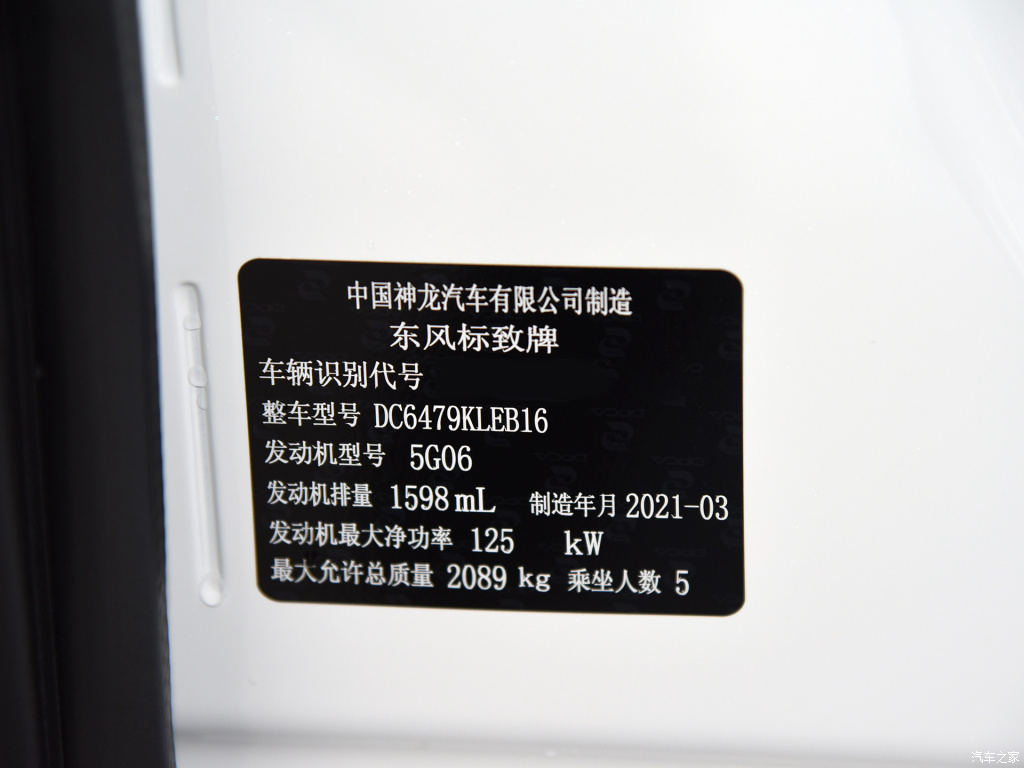 中国神龙汽车有限公司制造
东风标致牌
车辆识别代号
整车型号 DC6479KLEB16
发动机型号 5G06
发动机排量 1598 mL 制造年月 2021-03
发动机最大净功率 125 kW
最大允许总质量 2089 kg 乘坐人数 5
汽车之家